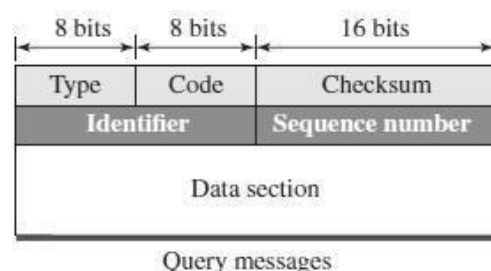 8 bits 8 bits 16 bits
Type Code Checksum
Identifier Sequence number
Data section
Query messages